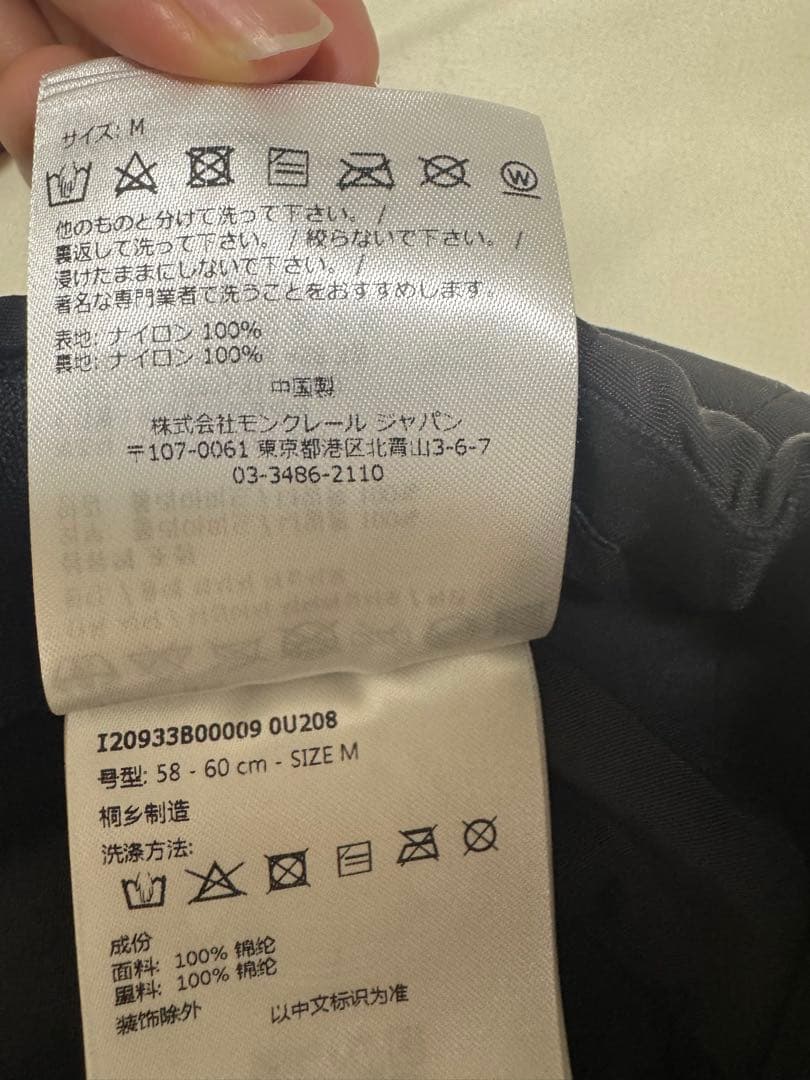 サイズ: M
W
他のものと分けて洗って下さい。 /
裏返して洗って下さい。 / 絞らないで下さい。 /
浸けたままにしないで下さい。 /
著名な専門業者で洗うことをおすすめします。
表地: ナイロン 100%
裏地: ナイロン 100%
中国製
株式会社モンクレール ジャパン
〒107-0061 東京都港区北青山3-6-7
03-3486-2110
I20933B00009 0U208
号型: 58 - 60 cm - SIZE M
桐乡制造
洗涤方法:
成份
面料: 100% 锦纶
里料: 100% 锦纶
装饰除外
以中文标识为准